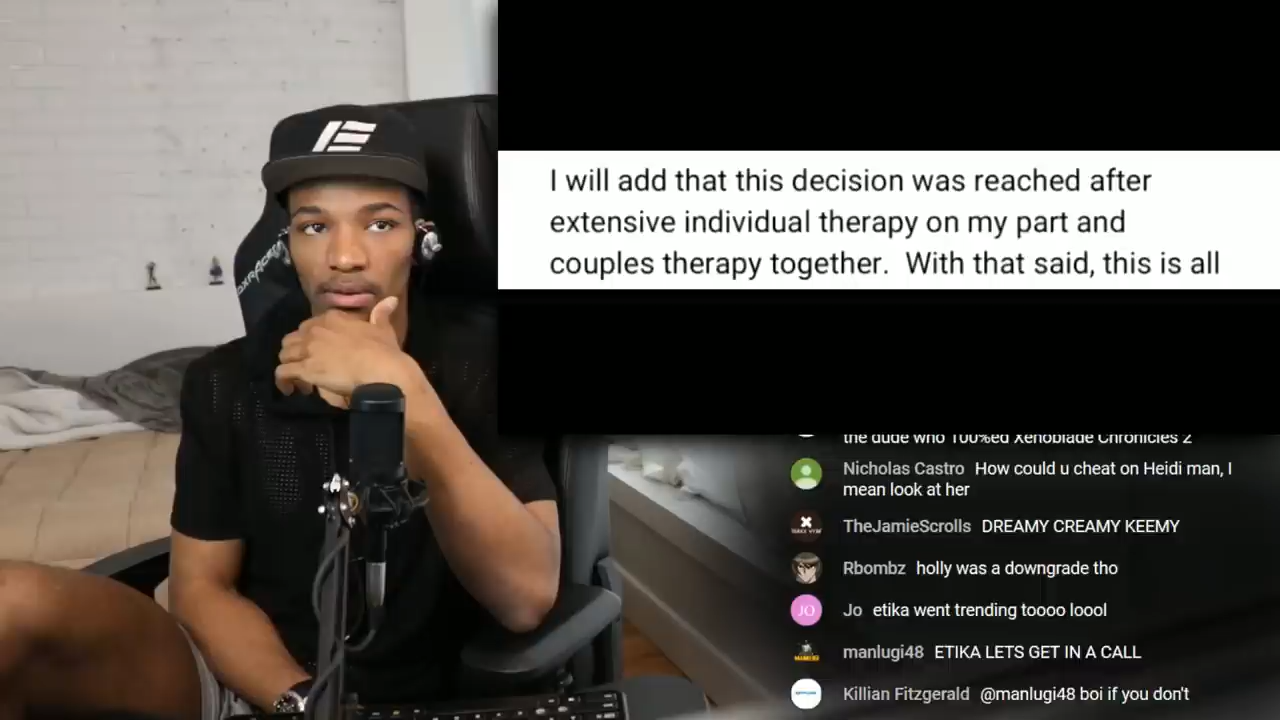 I will add that this decision was reached after
extensive individual therapy on my part and
couples therapy together. With that said, this is all
the dude who 100%ed Xenoblade Chronicles 2
Nicholas Castro How could u cheat on Heidi man, I
mean look at her
TheJamieScrolls DREAMY CREAMY KEEMY
Rbombz holly was a downgrade tho
JO Jo etika went trending toooo loool
manlugi48 ETIKA LETS GET IN A CALL
Killian Fitzgerald @manlugi48 boi if you don't